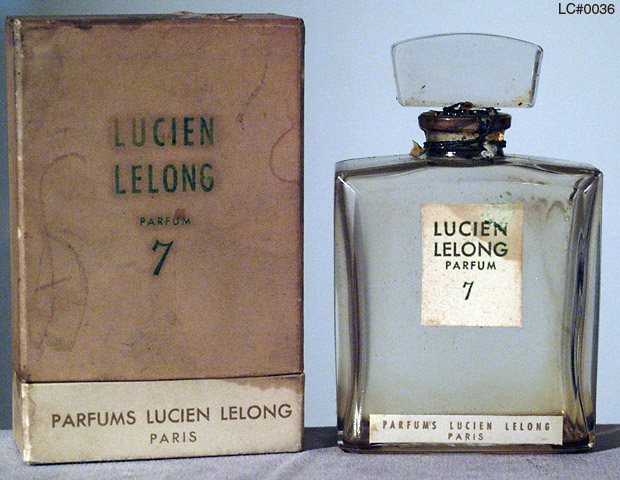 LC#0036
LUCIEN
LELONG
PARFUM
7
PARFUMS LUCIEN LELONG
PARIS
LUCIEN
LELONG
PARFUM
7
PARFUMS LUCIEN LELONG
PARIS